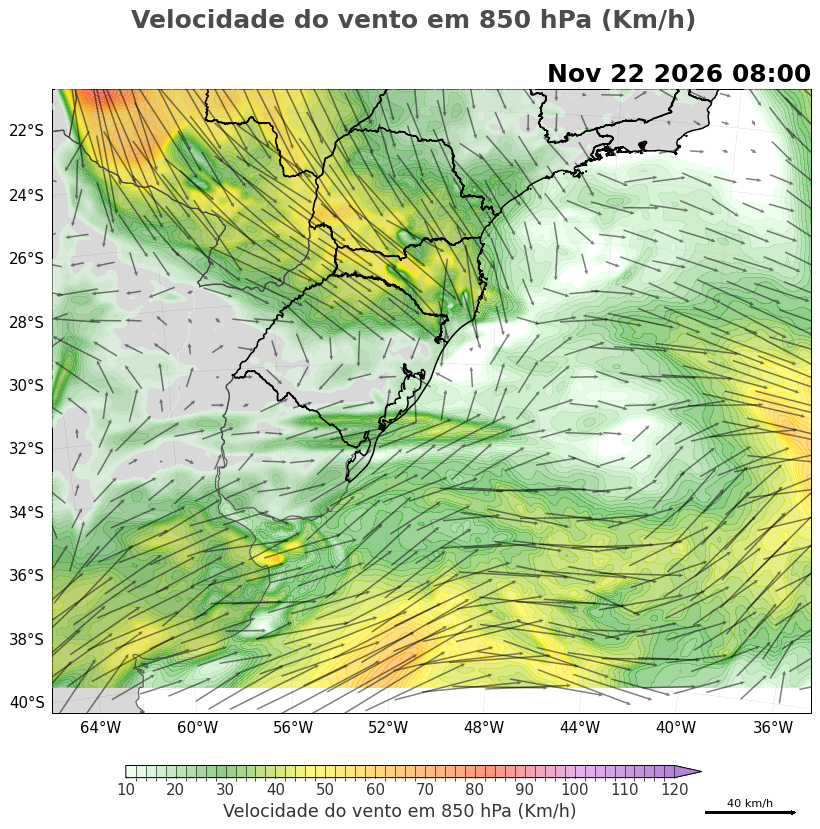 Velocidade do vento em 850 hPa (Km/h)
Nov 22 2026 08:00
22°S
24°S
26°S
28°S
30°S
32°S
34°S
36°S
38°S
40°S
64°W 60°W 56°W 52°W 48°W 44°W 40°W 36°W
10 20 30 40 50 60 70 80 90 100 110 120
Velocidade do vento em 850 hPa (Km/h)
40 km/h